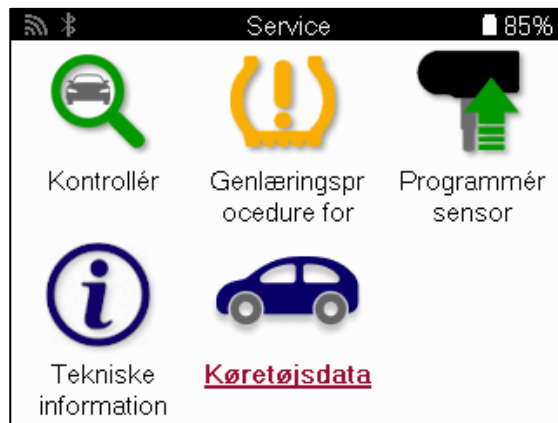 Service
85%
Kontrollér
Genlæringspr
ocedure for
Programmér
sensor
Tekniske
information
Køretøjsdata